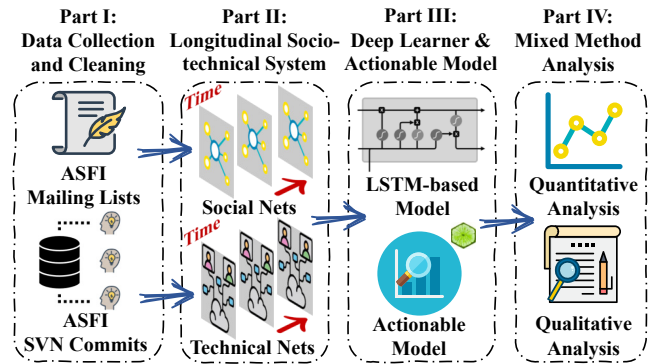 Part I:
Data Collection
and Cleaning
ASFI
Mailing Lists
ASFI
SVN Commits
Part II:
Longitudinal Socio-
technical System
Time
Social Nets
Time
Technical Nets
Part III:
Deep Learner &
Actionable Model
LSTM-based
Model
Actionable
Model
Part IV:
Mixed Method
Analysis
Quantitative
Analysis
Qualitative
Analysis